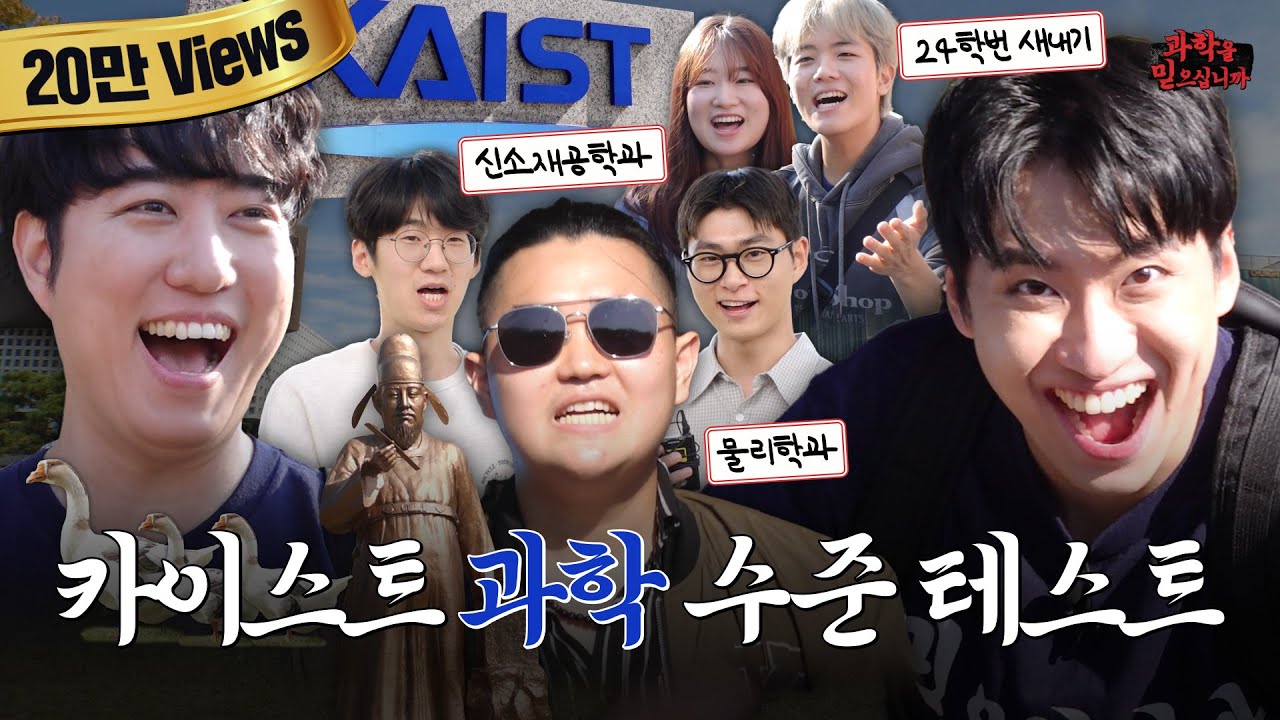 20만 Views
KAIST
24학번 새내기
과학을
믿으십니까
신소재공학과
물리학과
카이스트 과학 수준 테스트